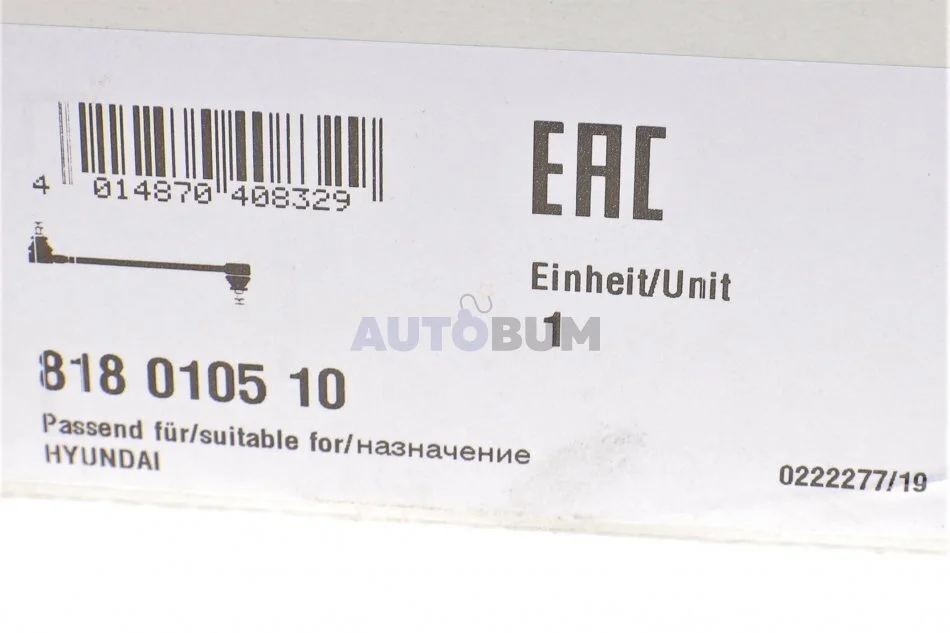 4 014870 408329
EAC
Einheit/Unit
1
AUTOBUM
818 0105 10
Passend für/suitable for/назначение
HYUNDAI
0222277/19